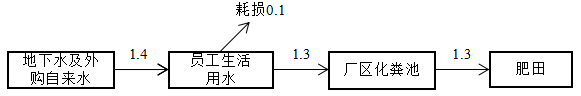 耗损0.1
地下水及外
购自来水
1.4
员工生活
用水
1.3
厂区化粪池
1.3
肥田